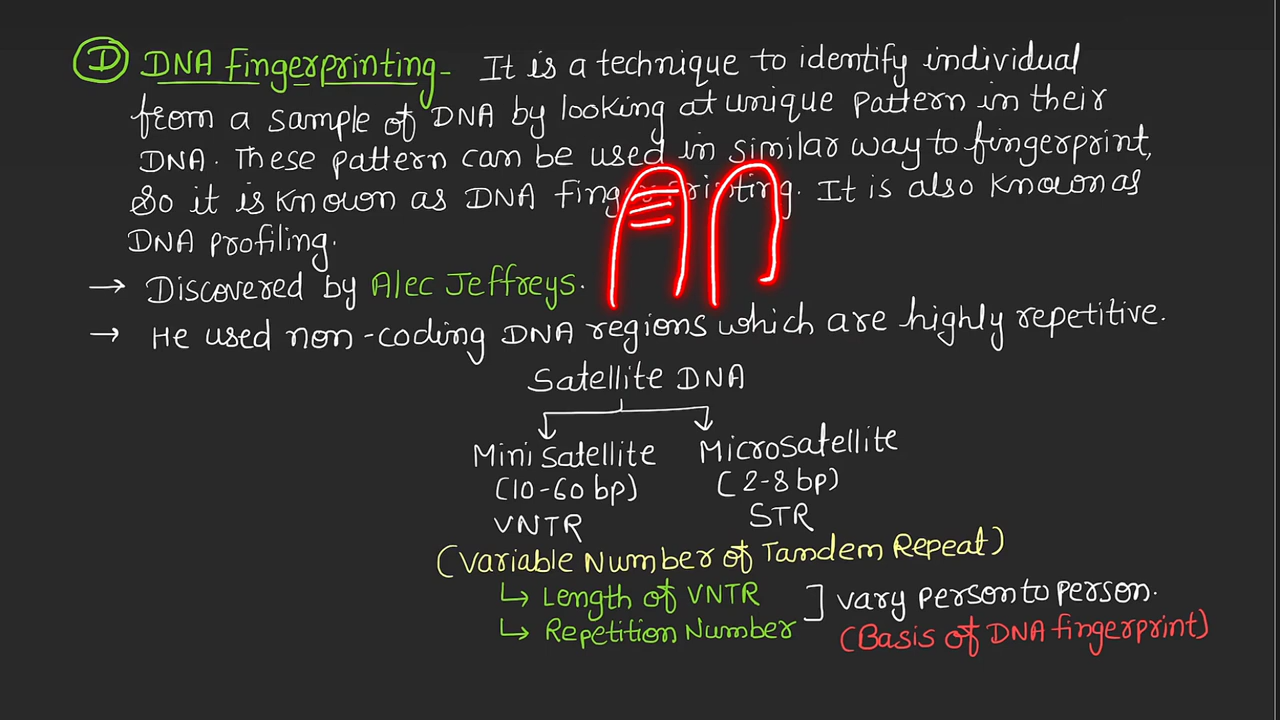 D DNA fingerprinting- It is a technique to identify individual
from a sample of DNA by looking at unique pattern in their
DNA. These pattern can be used in similar way to fingerprint,
So it is known as DNA fingerprinting. It is also known as
DNA profiling.
→ Discovered by Alec Jeffreys.
→ He used non-coding DNA regions which are highly repetitive.
Satellite DNA
Mini satellite Microsatellite
(10-60 bp) (2-8 bp)
VNTR STR
(Variable Number of Tandem Repeat)
↳ Length of VNTR ] vary person to person.
↳ Repetition Number (Basis of DNA fingerprint)